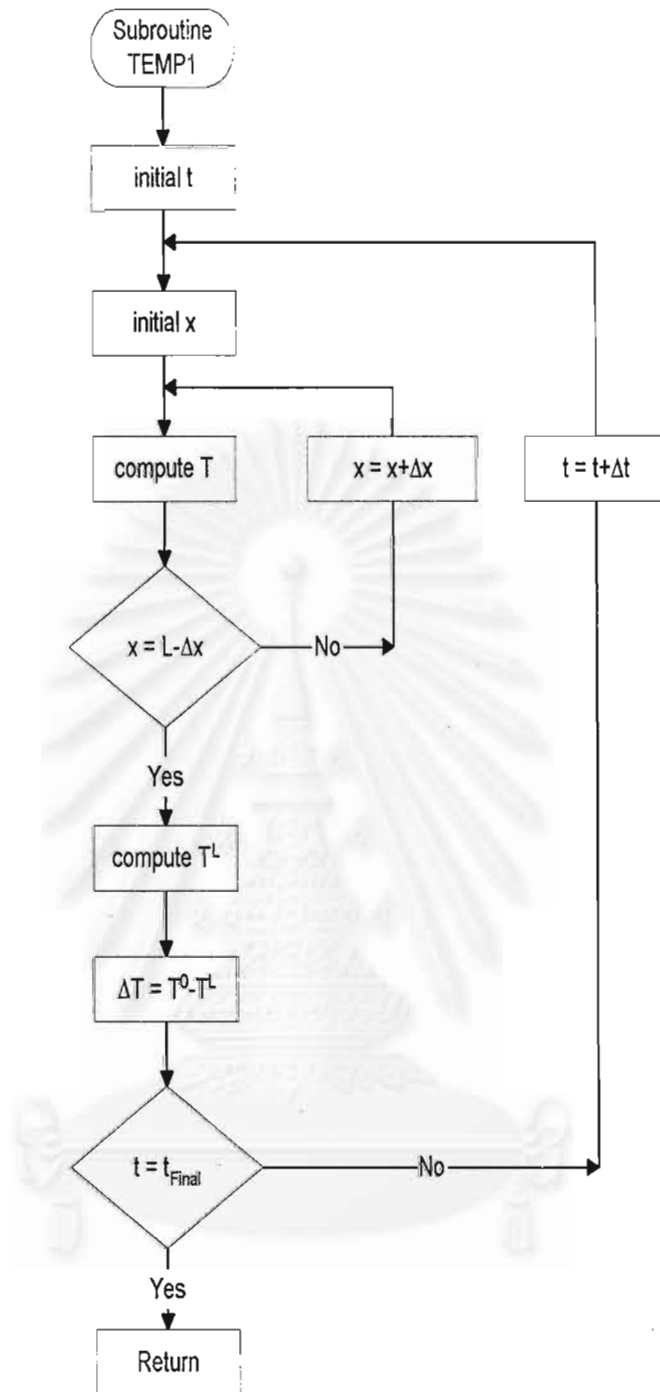 Subroutine
TEMP1
initial t
initial x
compute T
x = x+Δx
t = t+Δt
x = L-Δx
No
Yes
compute T^L
ΔT = T^0-T^L
t = t_Final
No
Yes
Return